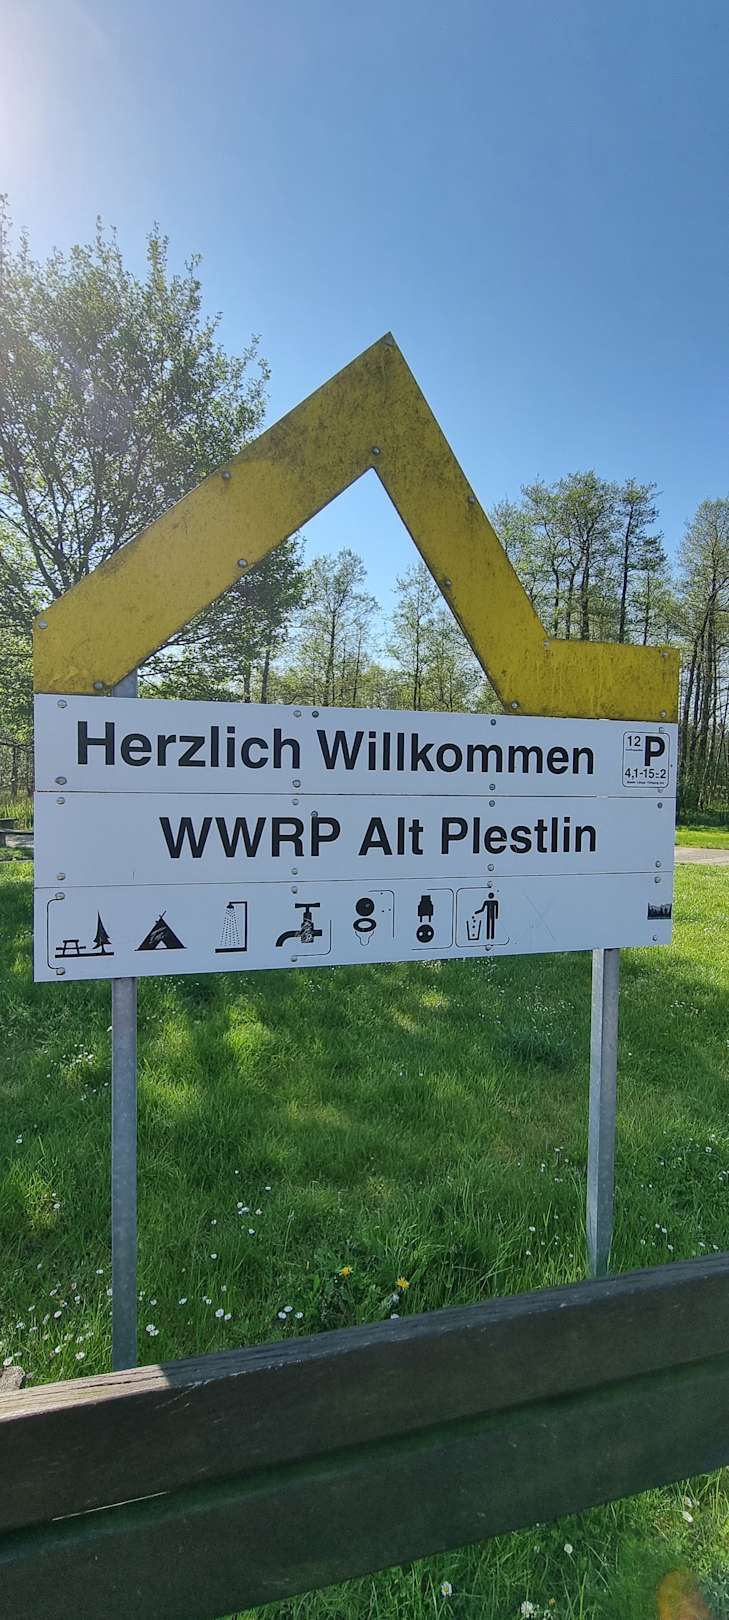 Herzlich Willkommen
12 P
4,1-15-2
WWRP Alt Plestlin